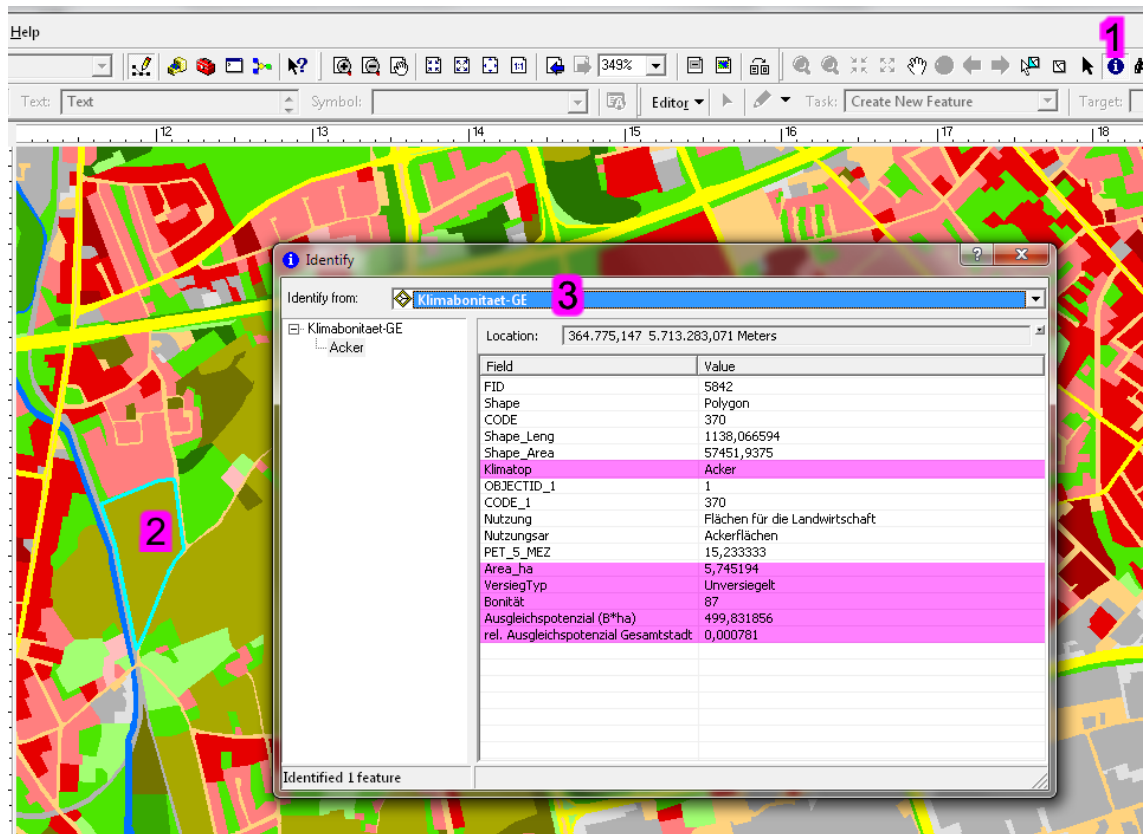 1
Help
1:1
349%
Text: Text Symbol: Editor Task: Create New Feature Target:
12 13 14 15 16 17 18
Identify
Identify from: Klimabonitaet-GE 3
Klimabonitaet-GE
Acker
Location: 364.775,147 5.713.283,071 Meters
Field Value
FID 5842
Shape Polygon
CODE 370
Shape_Leng 1138,066594
Shape_Area 57451,9375
Klimatop Acker
OBJECTID_1 1
CODE_1 370
Nutzung Flächen für die Landwirtschaft
Nutzungsar Ackerflächen
PET_5_MEZ 15,233333
Area_ha 5,745194
VersiegTyp Unversiegelt
Bonität 87
Ausgleichspotenzial (B*ha) 499,831856
rel. Ausgleichspotenzial Gesamtstadt 0,000781
2
Identified 1 feature